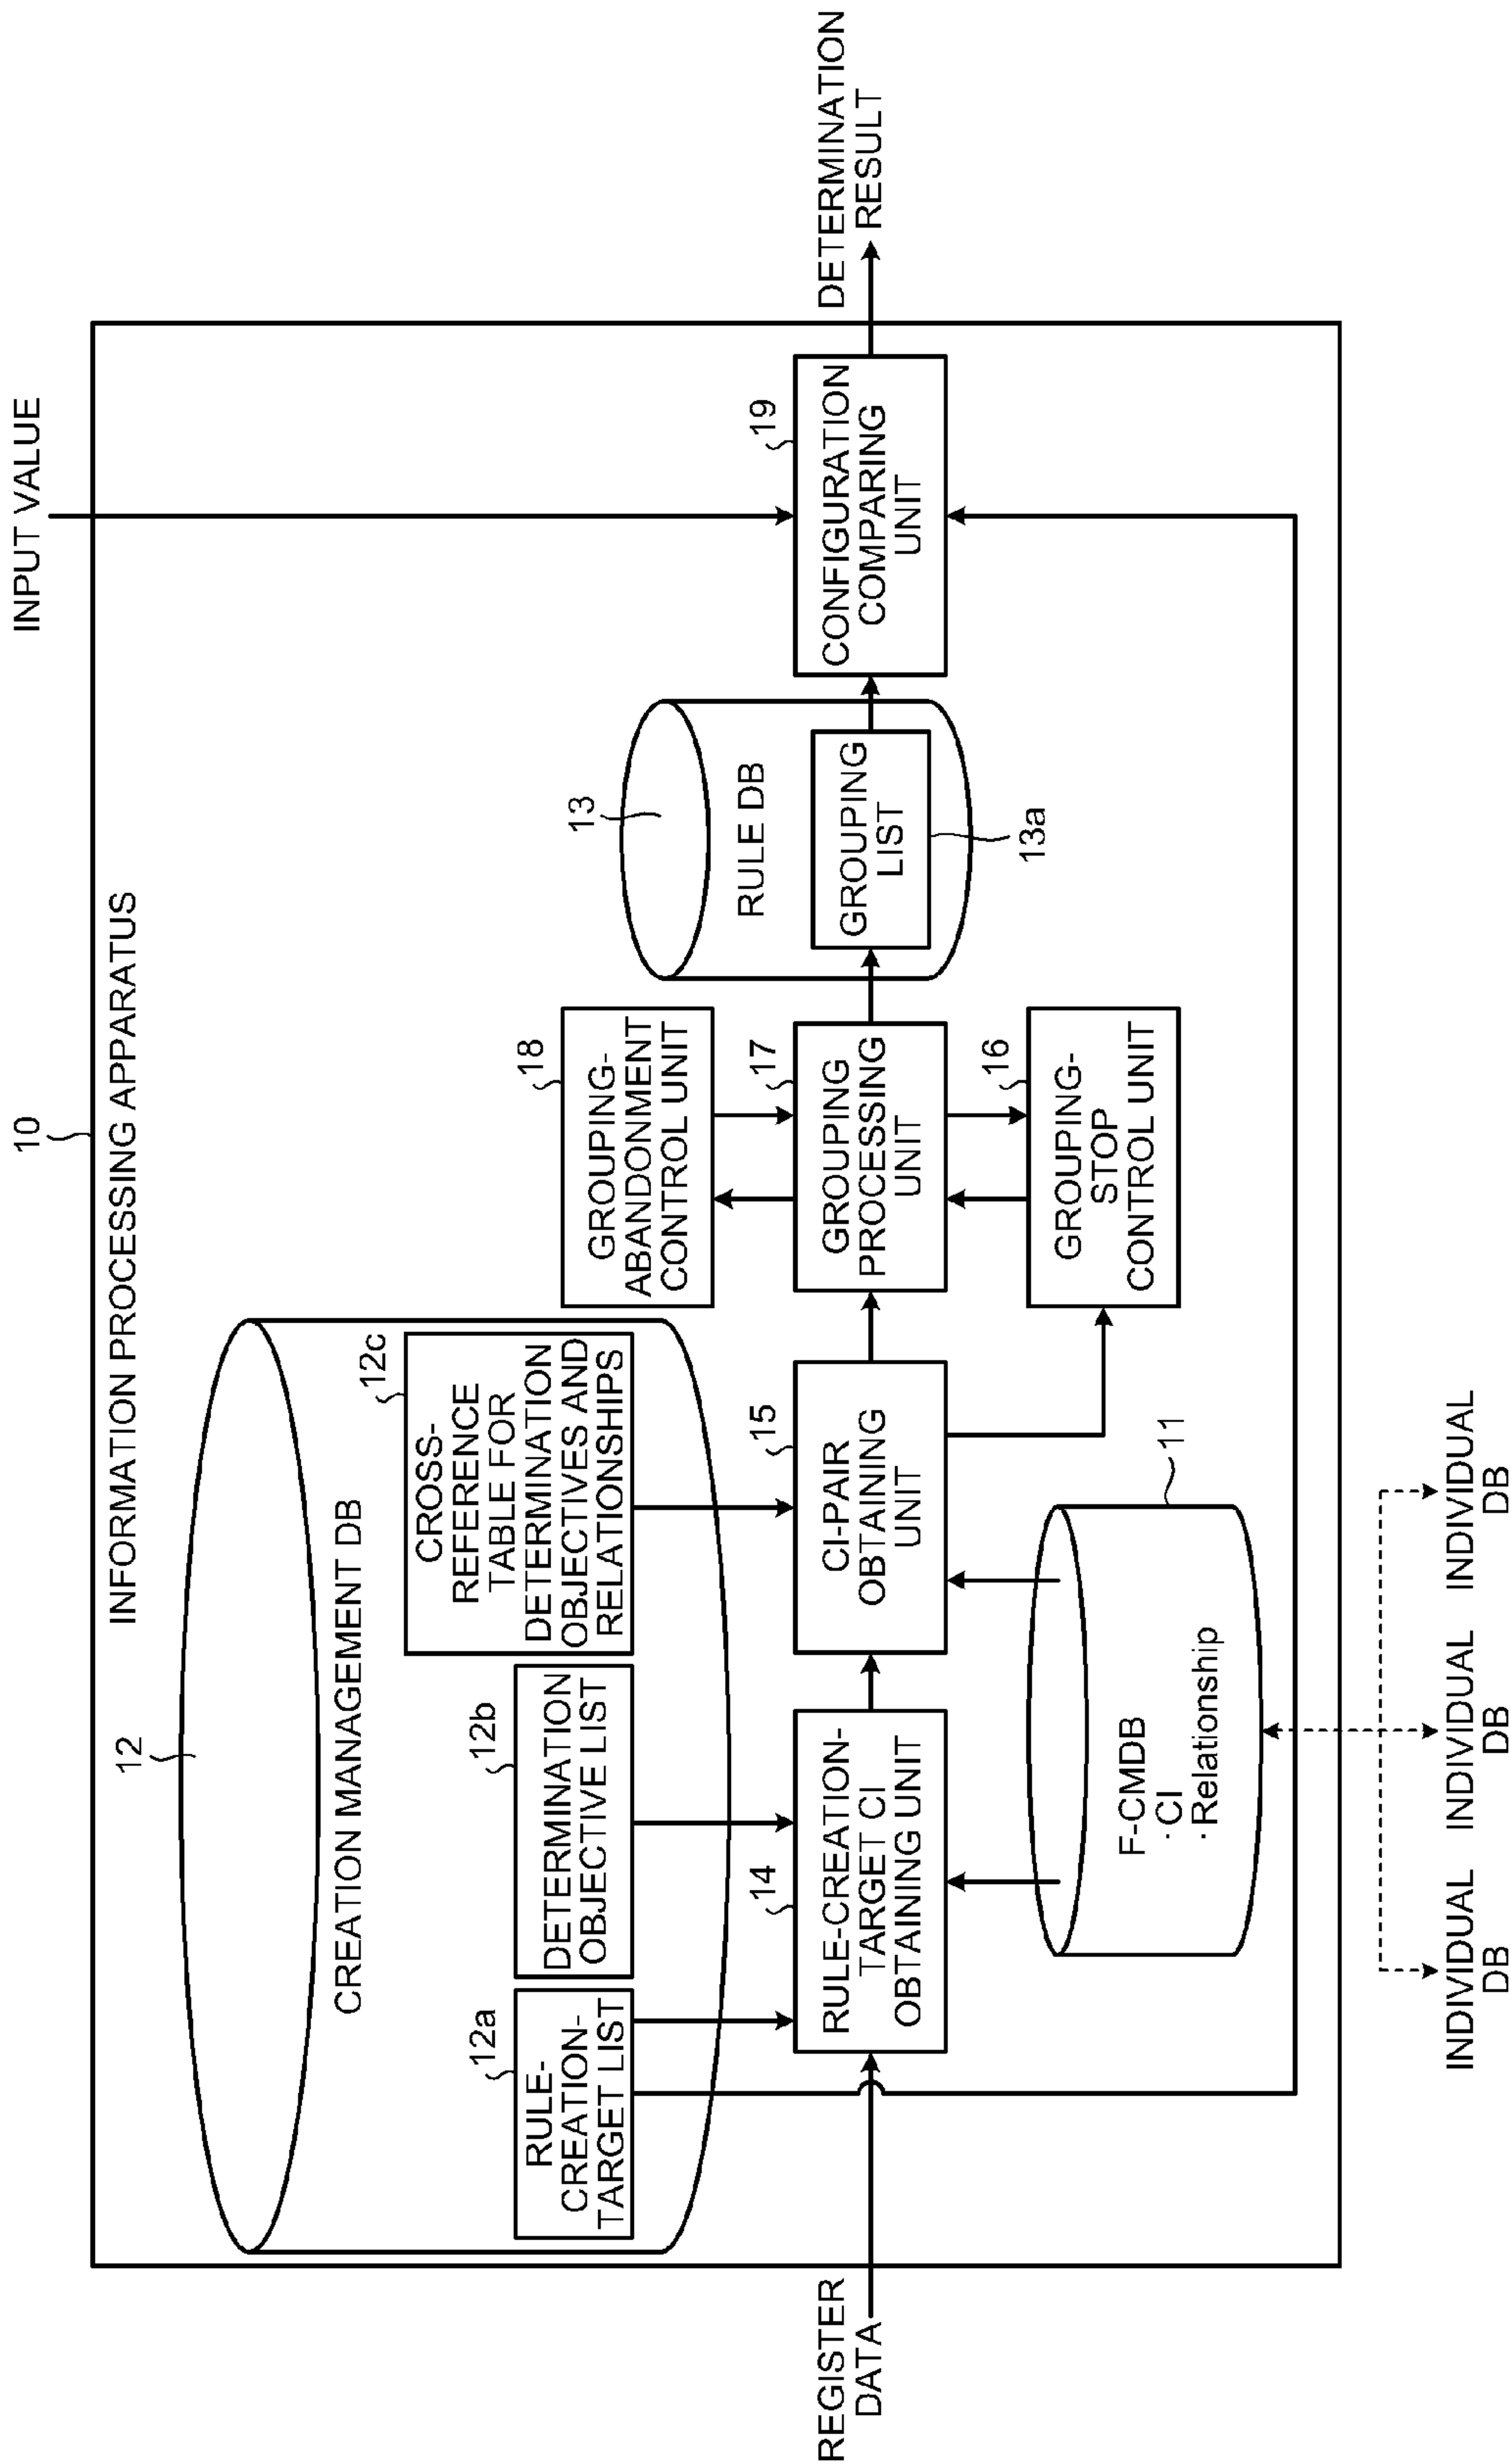 INPUT VALUE
10
INFORMATION PROCESSING APPARATUS
12
CREATION MANAGEMENT DB
12a
RULE-
CREATION-
TARGET LIST
12b
DETERMINATION
OBJECTIVE LIST
12c
CROSS-
REFERENCE
TABLE FOR
DETERMINATION
OBJECTIVES AND
RELATIONSHIPS
18
GROUPING-
ABANDONMENT
CONTROL UNIT
13
RULE DB
GROUPING
LIST
13a
REGISTER
DATA
14
RULE-CREATION-
TARGET CI
OBTAINING UNIT
15
CI-PAIR
OBTAINING
UNIT
17
GROUPING
PROCESSING
UNIT
19
CONFIGURATION
COMPARING
UNIT
DETERMINATION
RESULT
16
GROUPING-
STOP
CONTROL UNIT
11
F-CMDB
·CI
·Relationship
INDIVIDUAL
DB
INDIVIDUAL
DB
INDIVIDUAL
DB